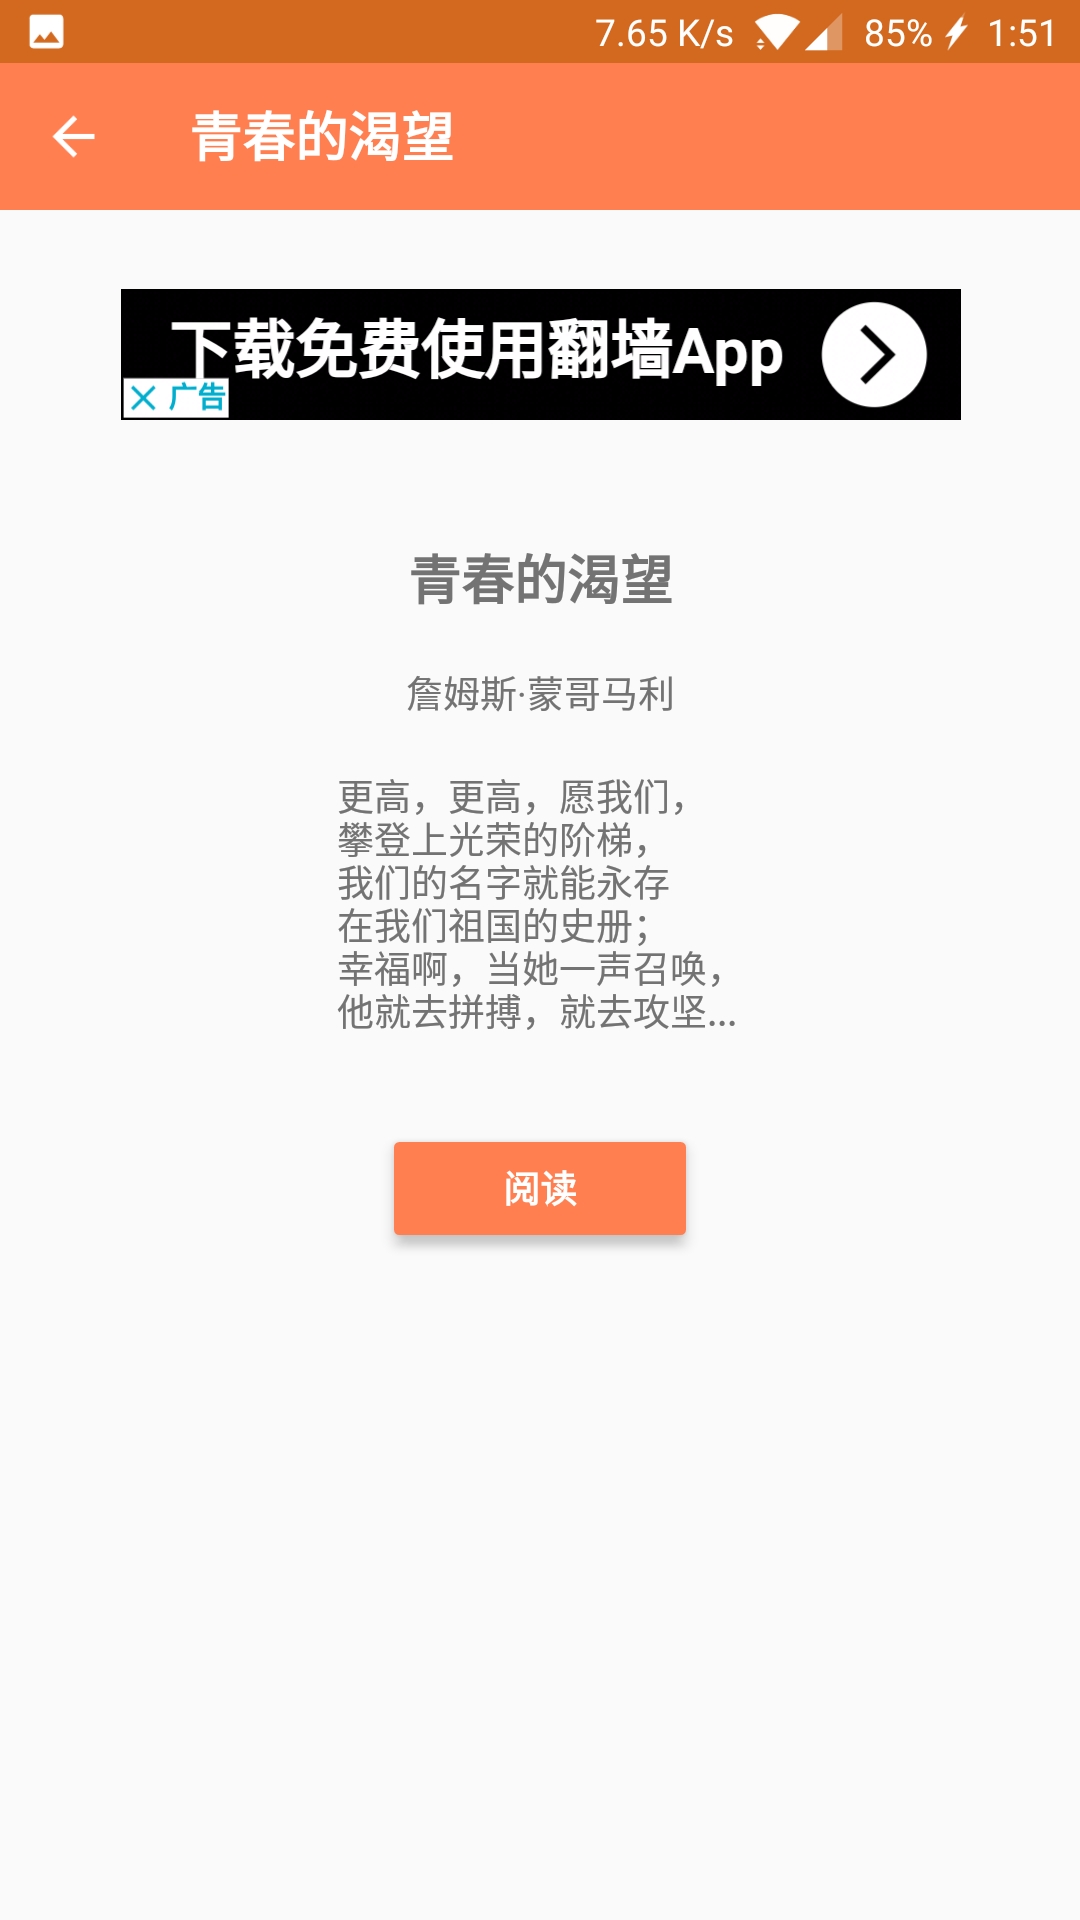 7.65 K/s 85% 1:51
青春的渴望
下载免费使用翻墙App
广告
青春的渴望
詹姆斯·蒙哥马利
更高，更高，愿我们，
攀登上光荣的阶梯，
我们的名字就能永存
在我们祖国的史册；
幸福啊，当她一声召唤，
他就去拼搏，就去攻坚...
阅读